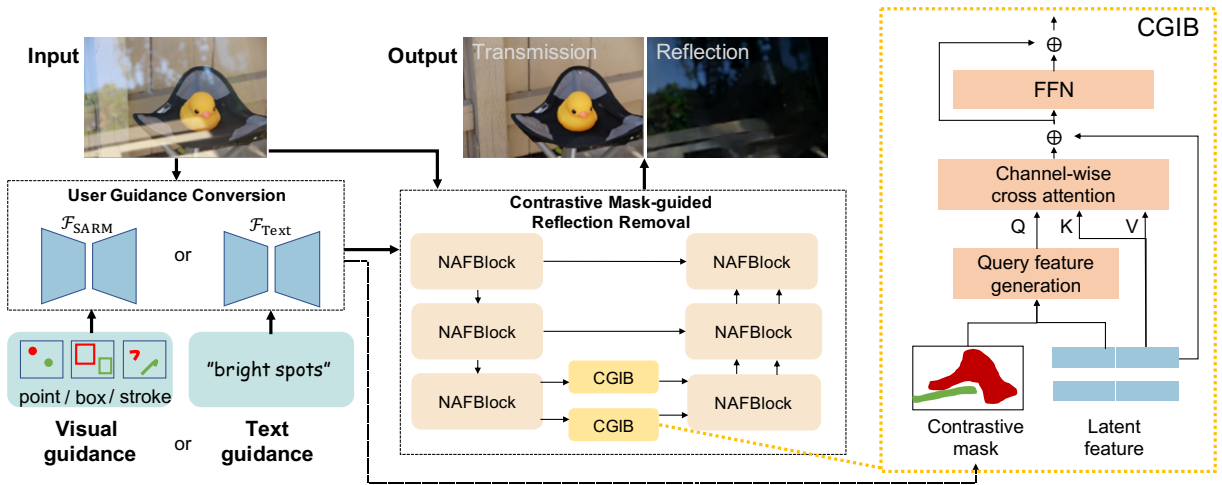 Input
Output
Transmission
Reflection
CGIB
FFN
User Guidance Conversion
Contrastive Mask-guided
Reflection Removal
Channel-wise
cross attention
Q
K
V
Query feature
generation
ℱ_SARM
or
ℱ_Text
NAFBlock
NAFBlock
NAFBlock
NAFBlock
NAFBlock
CGIB
NAFBlock
CGIB
"bright spots"
point / box / stroke
Visual
guidance
or
Text
guidance
Contrastive
mask
Latent
feature